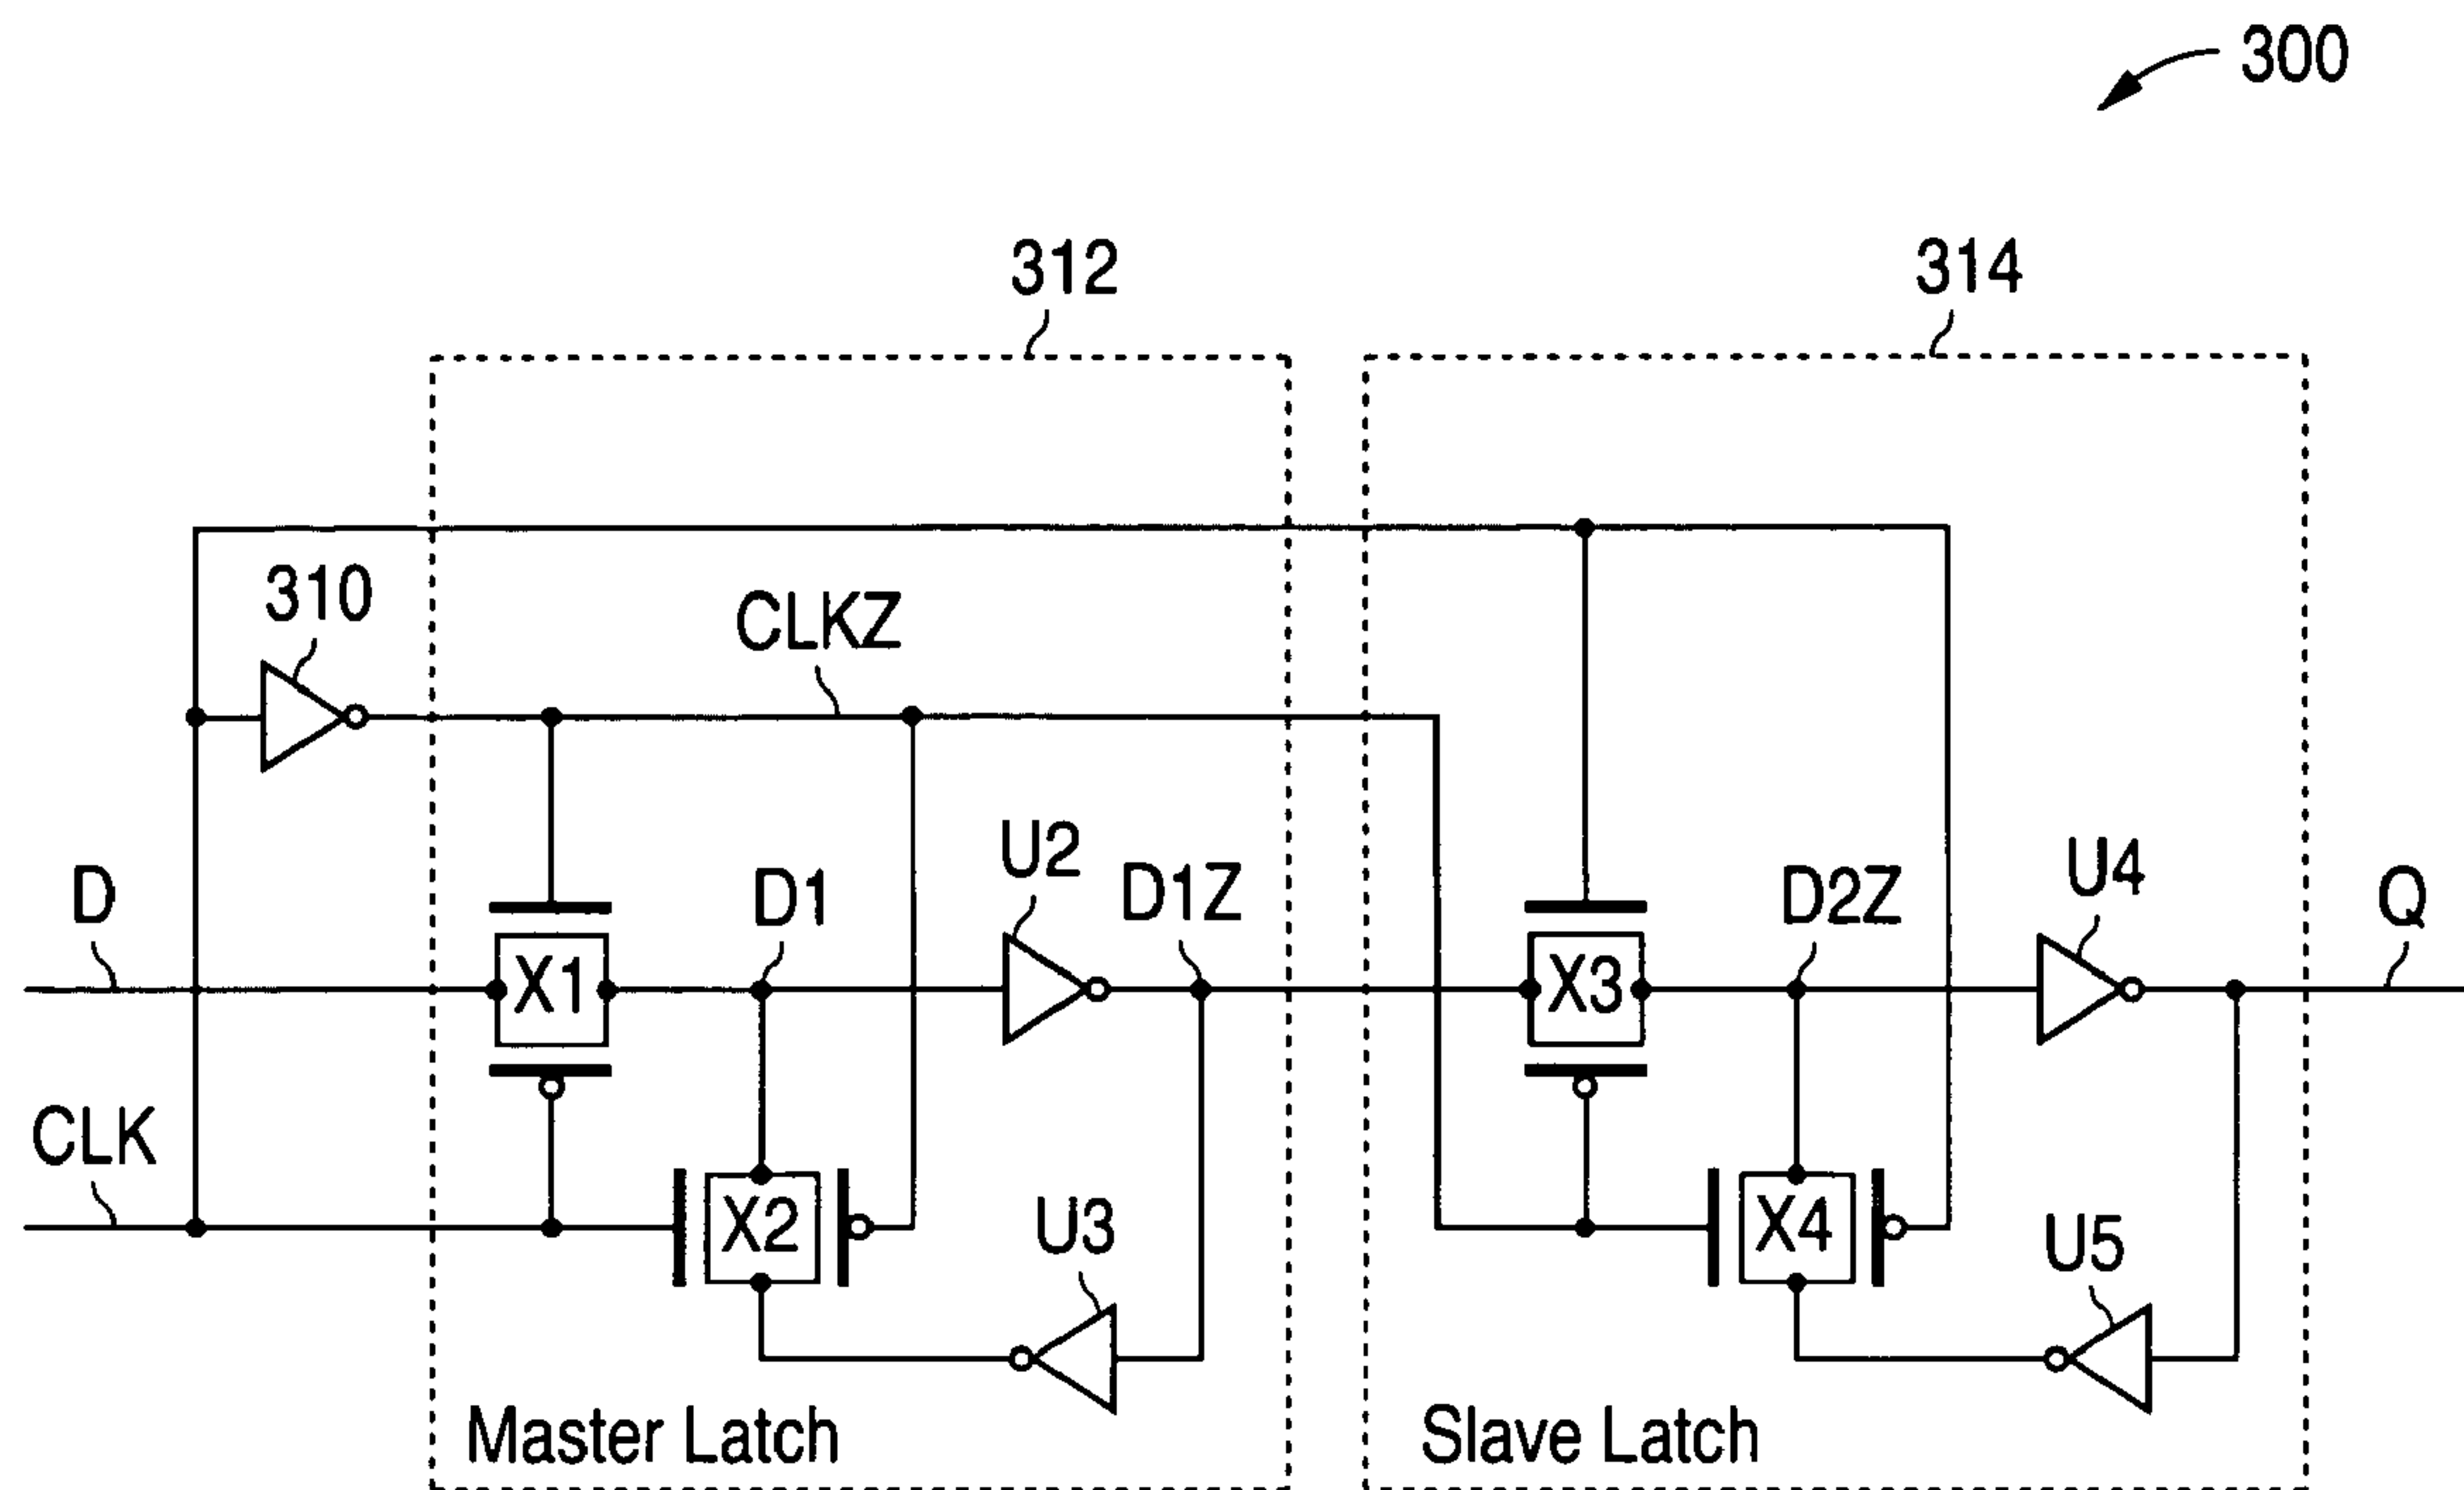 300
312
314
310
CLKZ
D
D1
U2
D1Z
D2Z
U4
Q
X1
X3
CLK
X2
U3
X4
U5
Master Latch
Slave Latch